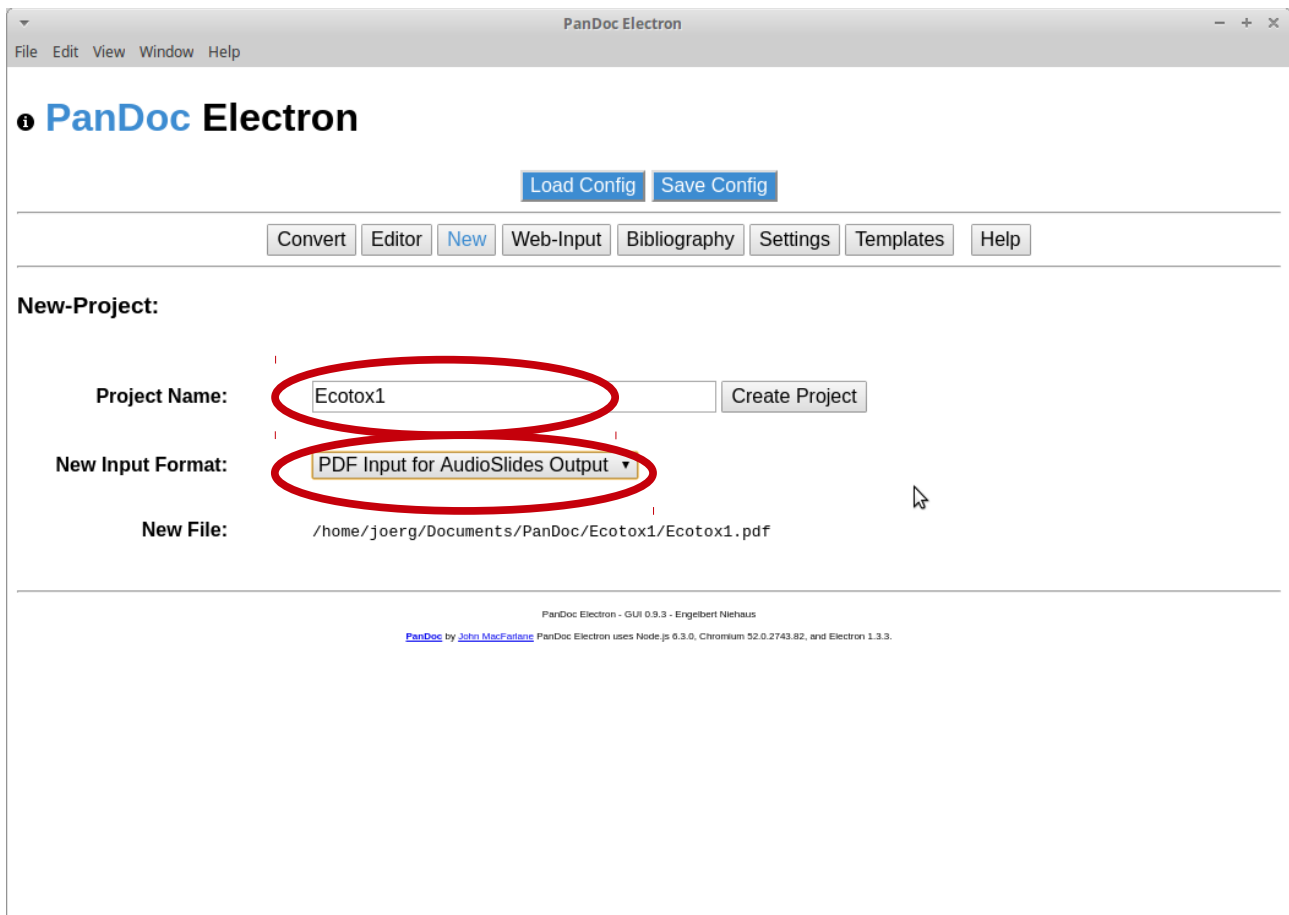 PanDoc Electron
File Edit View Window Help
PanDoc Electron
Load Config Save Config
Convert Editor New Web-Input Bibliography Settings Templates Help
New-Project:
Project Name: Ecotox1 Create Project
New Input Format: PDF Input for AudioSlides Output
New File: /home/joerg/Documents/PanDoc/Ecotox1/Ecotox1.pdf
PanDoc Electron - GUI 0.9.3 - Engelbert Niehaus
PanDoc by John MacFarlane PanDoc Electron uses Node.js 6.3.0, Chromium 52.0.2743.82, and Electron 1.3.3.